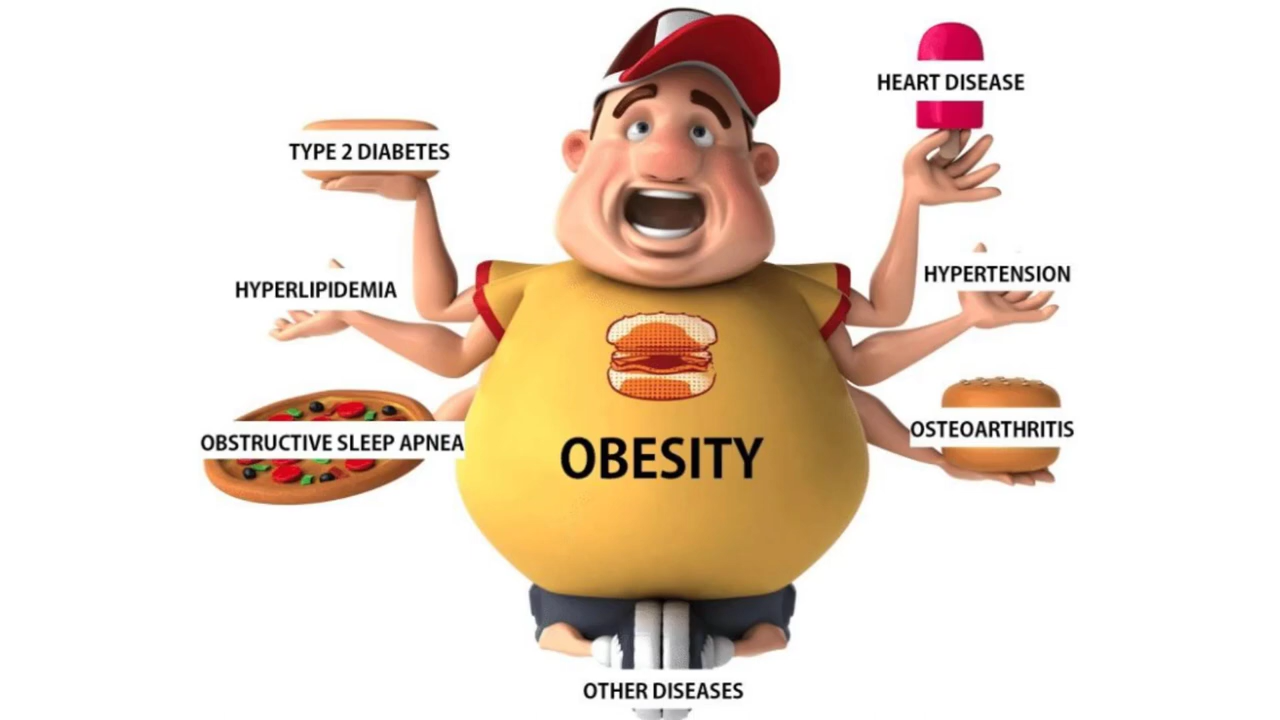 HEART DISEASE
TYPE 2 DIABETES
HYPERTENSION
HYPERLIPIDEMIA
OSTEOARTHRITIS
OBSTRUCTIVE SLEEP APNEA
OBESITY
OTHER DISEASES